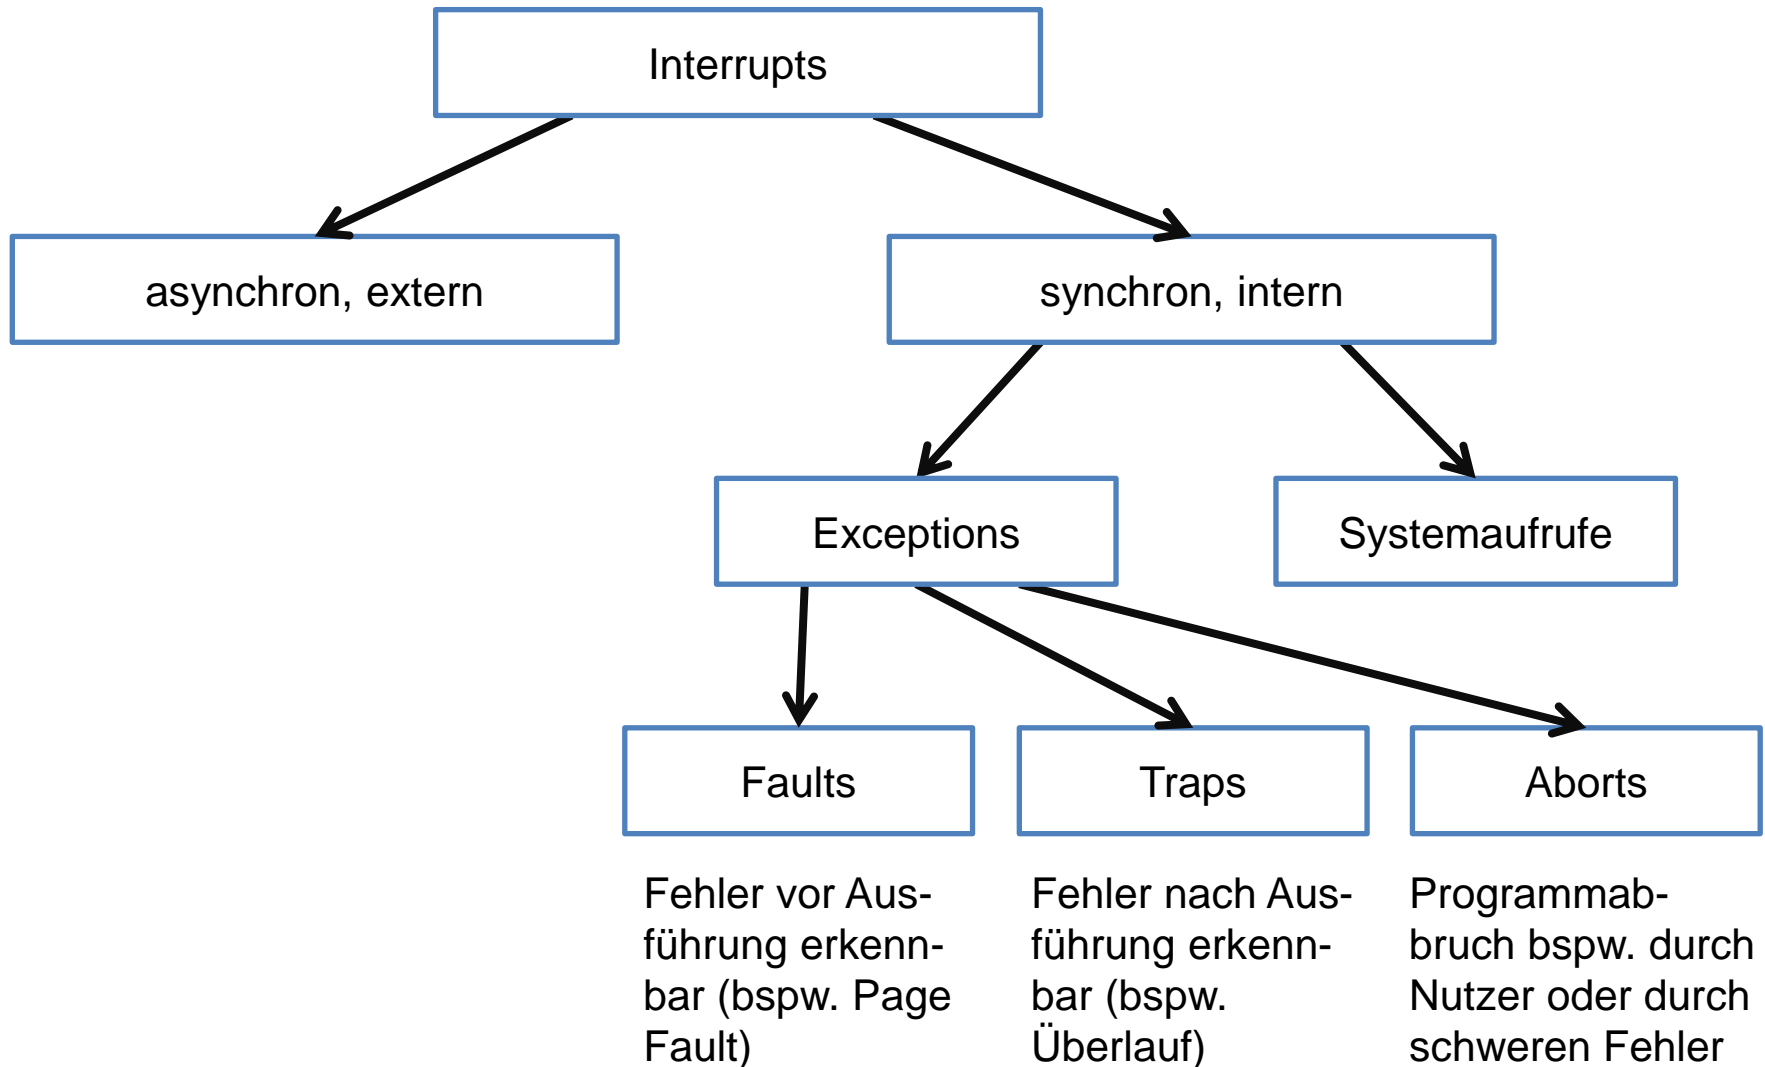 Interrupts
asynchron, extern
synchron, intern
Exceptions
Systemaufrufe
Faults
Traps
Aborts
Fehler vor Aus-
führung erkenn-
bar (bspw. Page
Fault)
Fehler nach Aus-
führung erkenn-
bar (bspw.
Überlauf)
Programmab-
bruch bspw. durch
Nutzer oder durch
schweren Fehler